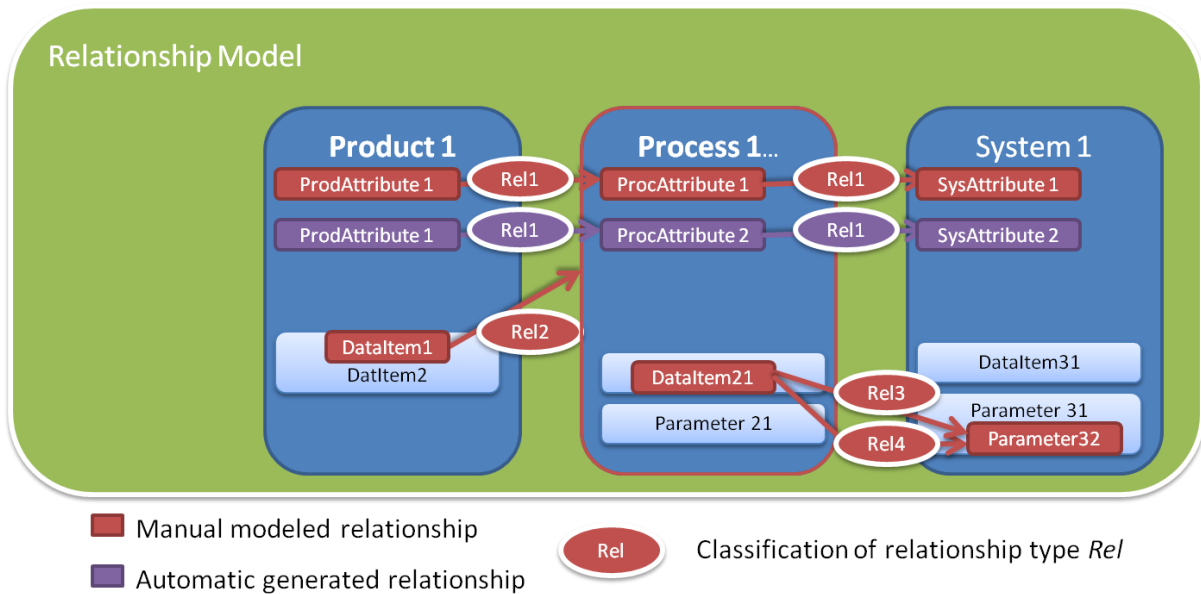 Relationship Model
Product 1
Process 1...
System 1
ProdAttribute 1
Rel1
ProcAttribute 1
Rel1
SysAttribute 1
ProdAttribute 1
Rel1
ProcAttribute 2
Rel1
SysAttribute 2
DataItem1
Rel2
DatItem2
DataItem21
Rel3
DataItem31
Parameter 21
Rel4
Parameter 31
Parameter32
Manual modeled relationship
Automatic generated relationship
Rel
Classification of relationship type Rel